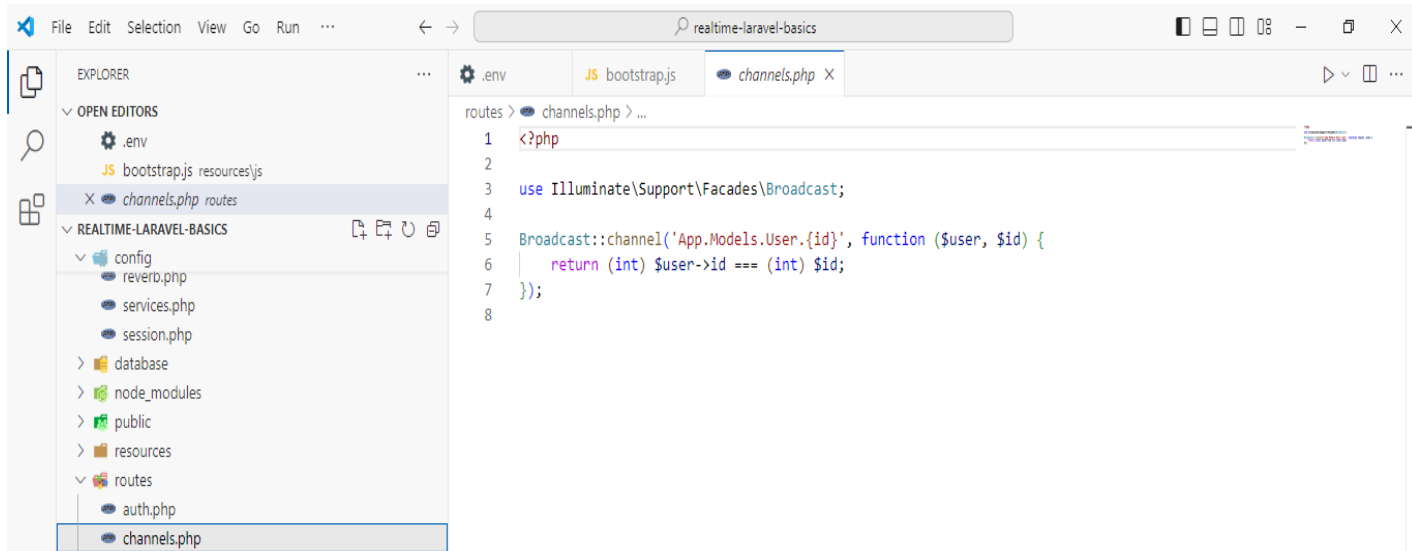 File Edit Selection View Go Run ... realtime-laravel-basics
EXPLORER
OPEN EDITORS
.env
JS bootstrap.js resources\js
channels.php routes
REALTIME-LARAVEL-BASICS
config
reverb.php
services.php
session.php
database
node_modules
public
resources
routes
auth.php
channels.php
.env JS bootstrap.js channels.php
routes > channels.php > ...
1 <?php
2
3 use Illuminate\Support\Facades\Broadcast;
4
5 Broadcast::channel('App.Models.User.{id}', function ($user, $id) {
6     return (int) $user->id === (int) $id;
7 });
8